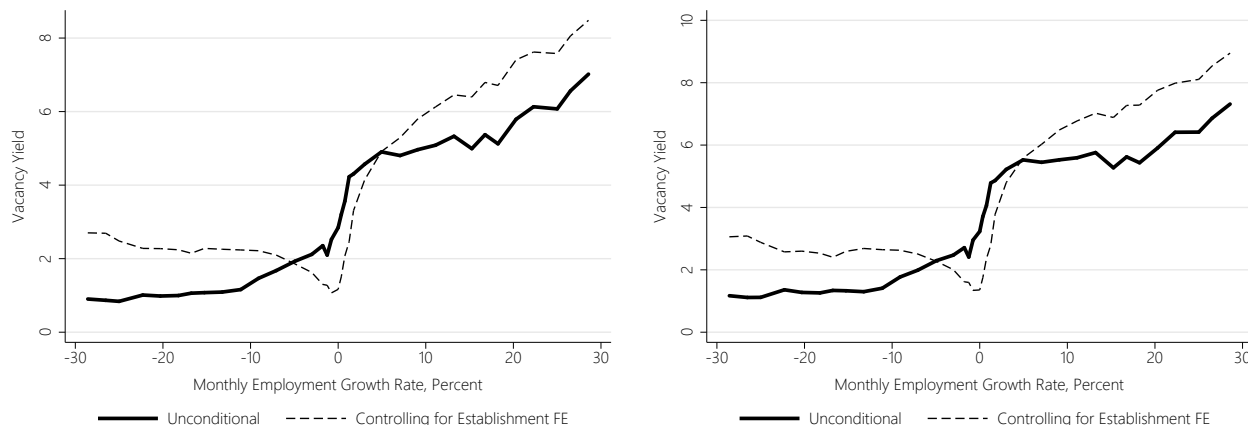 8
6
4
2
0
Vacancy Yield
-30 -20 -10 0 10 20 30
Monthly Employment Growth Rate, Percent
Unconditional Controlling for Establishment FE
10
8
6
4
2
0
Vacancy Yield
-30 -20 -10 0 10 20 30
Monthly Employment Growth Rate, Percent
Unconditional Controlling for Establishment FE